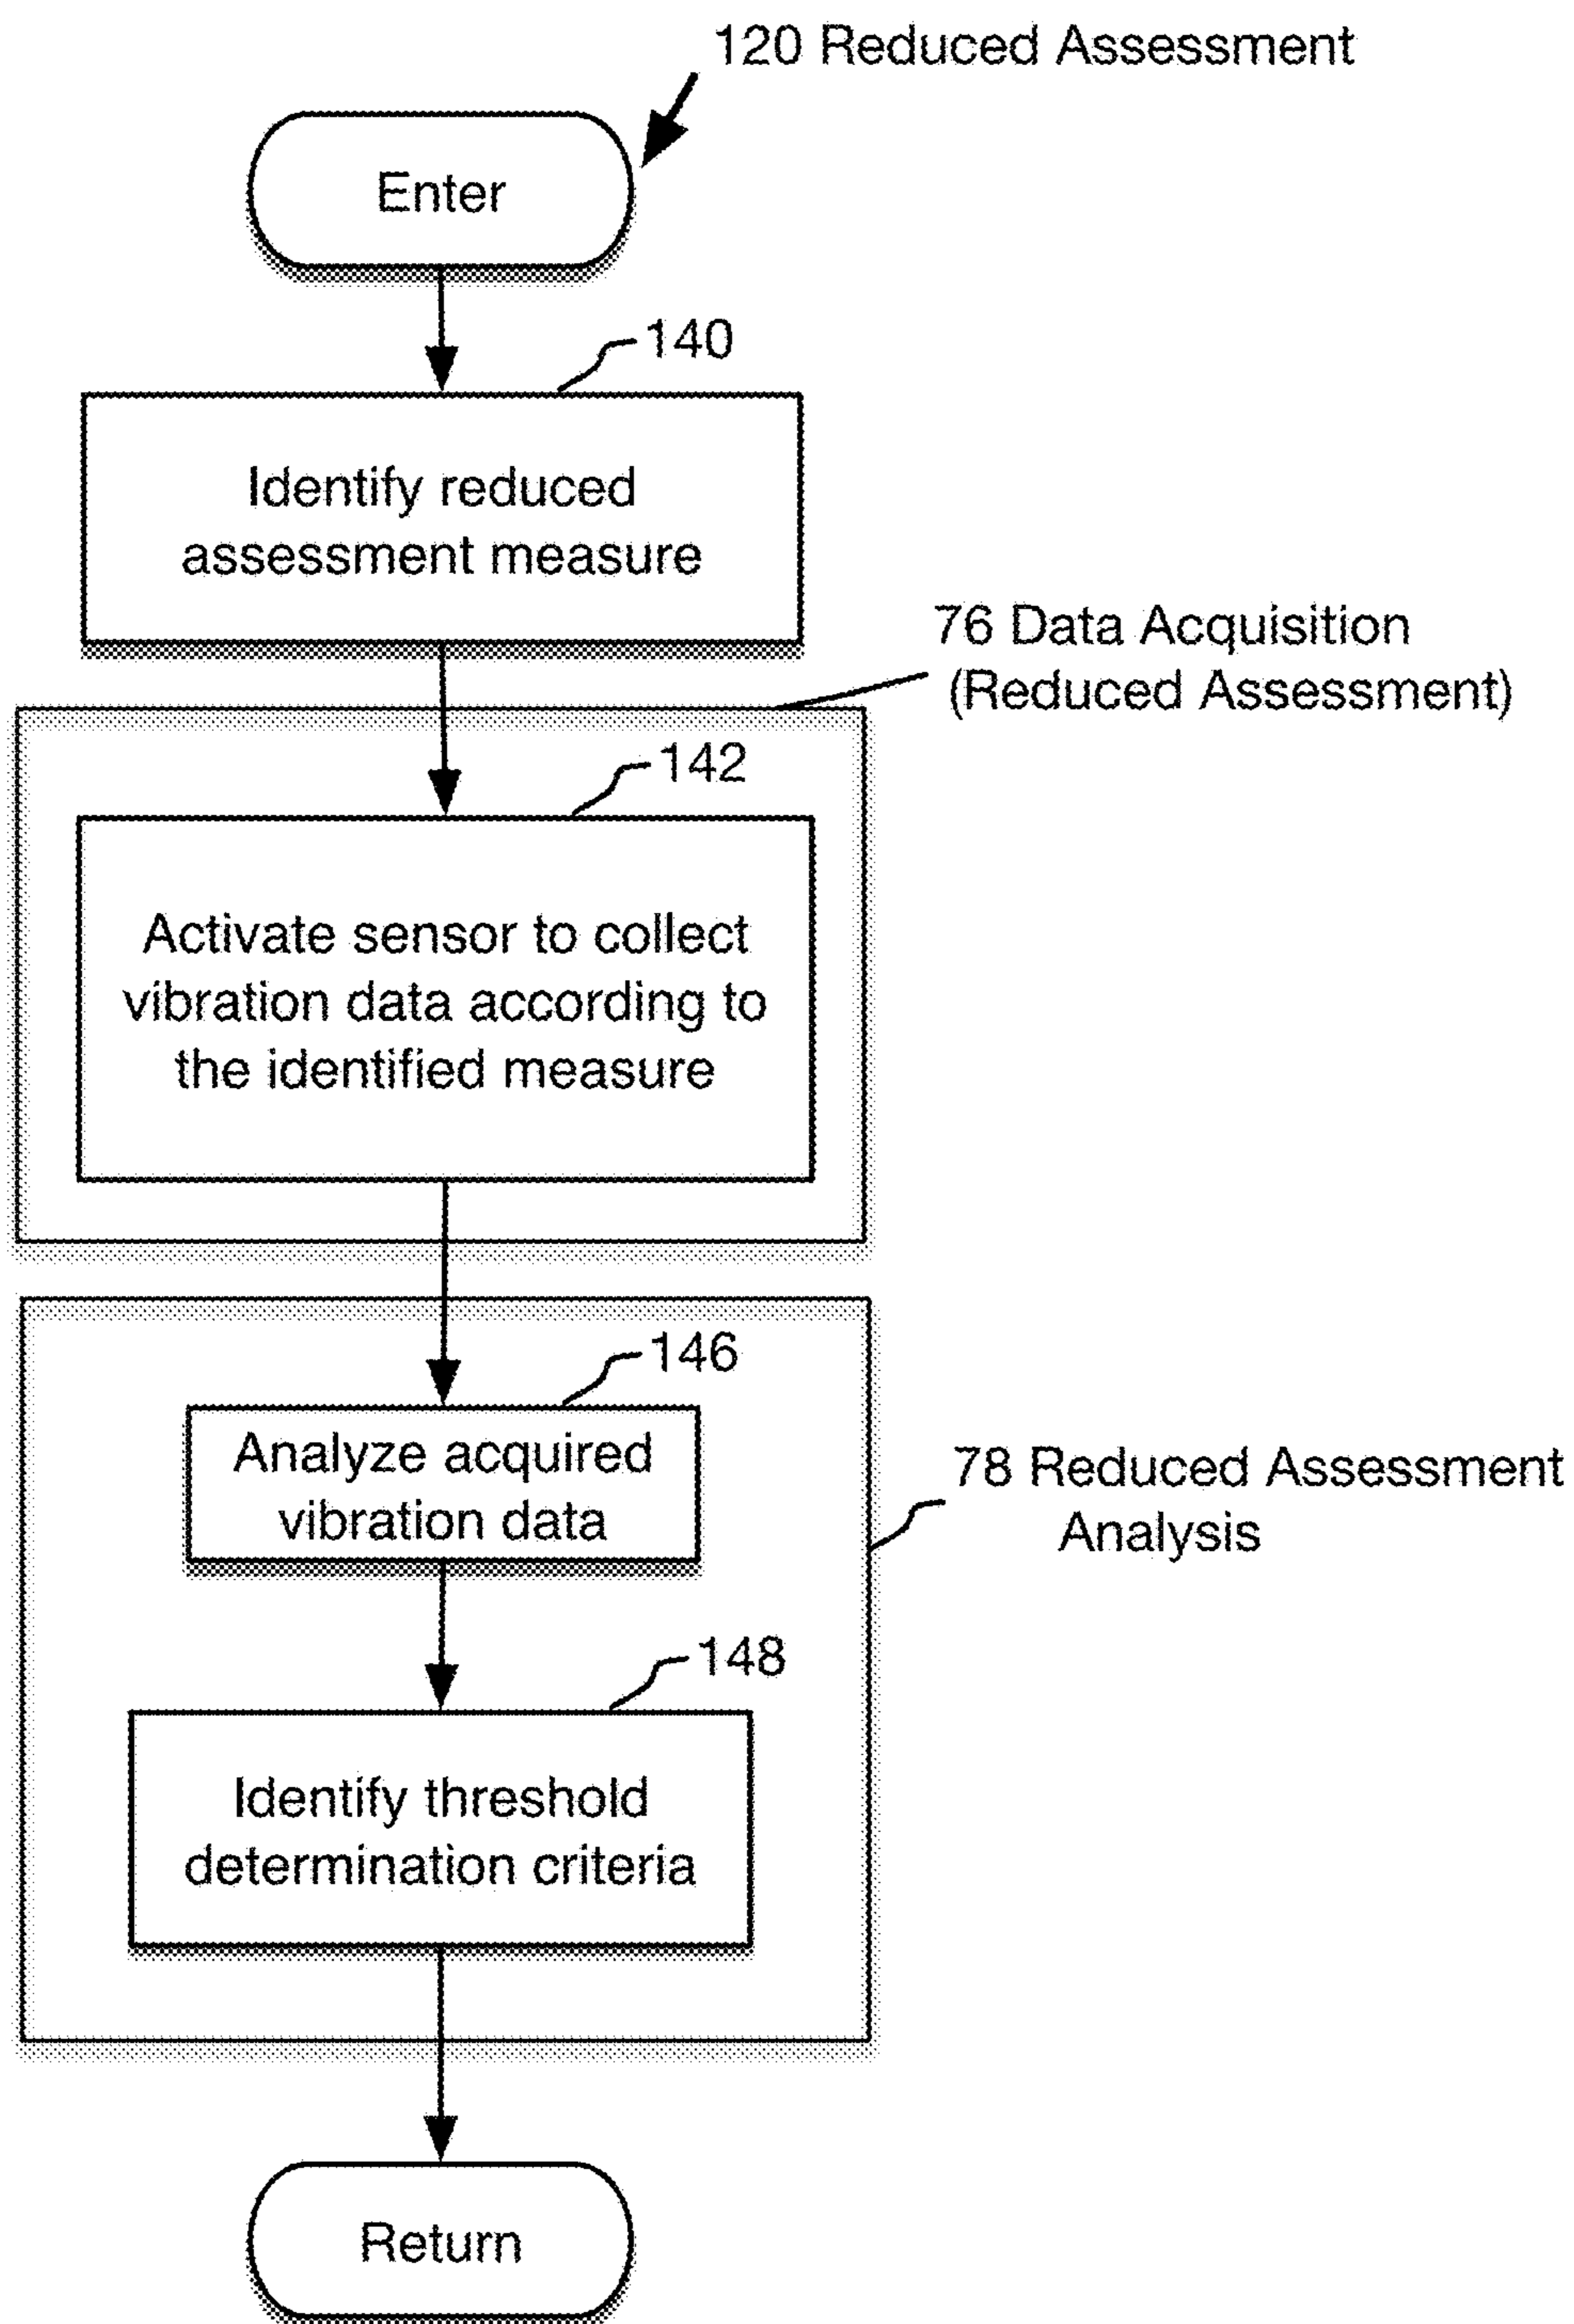 120 Reduced Assessment
Enter
140
Identify reduced
assessment measure
76 Data Acquisition
(Reduced Assessment)
142
Activate sensor to collect
vibration data according to
the identified measure
146
Analyze acquired
vibration data
78 Reduced Assessment
Analysis
148
Identify threshold
determination criteria
Return